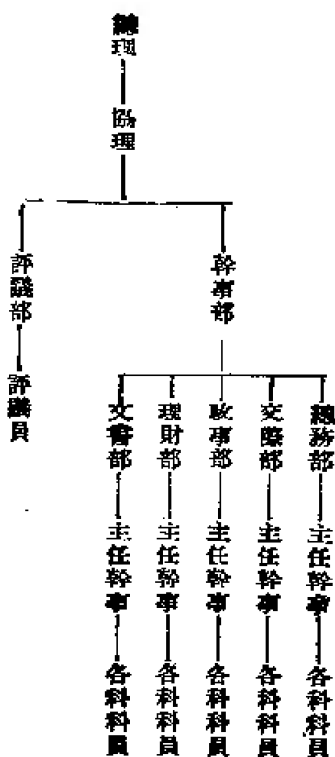 總理
協理
幹事部
評議部
評議員
總務部
主任幹事
各科科員
交際部
主任幹事
各科科員
政事部
主任幹事
各科科員
理財部
主任幹事
各科科員
文書部
主任幹事
各科科員